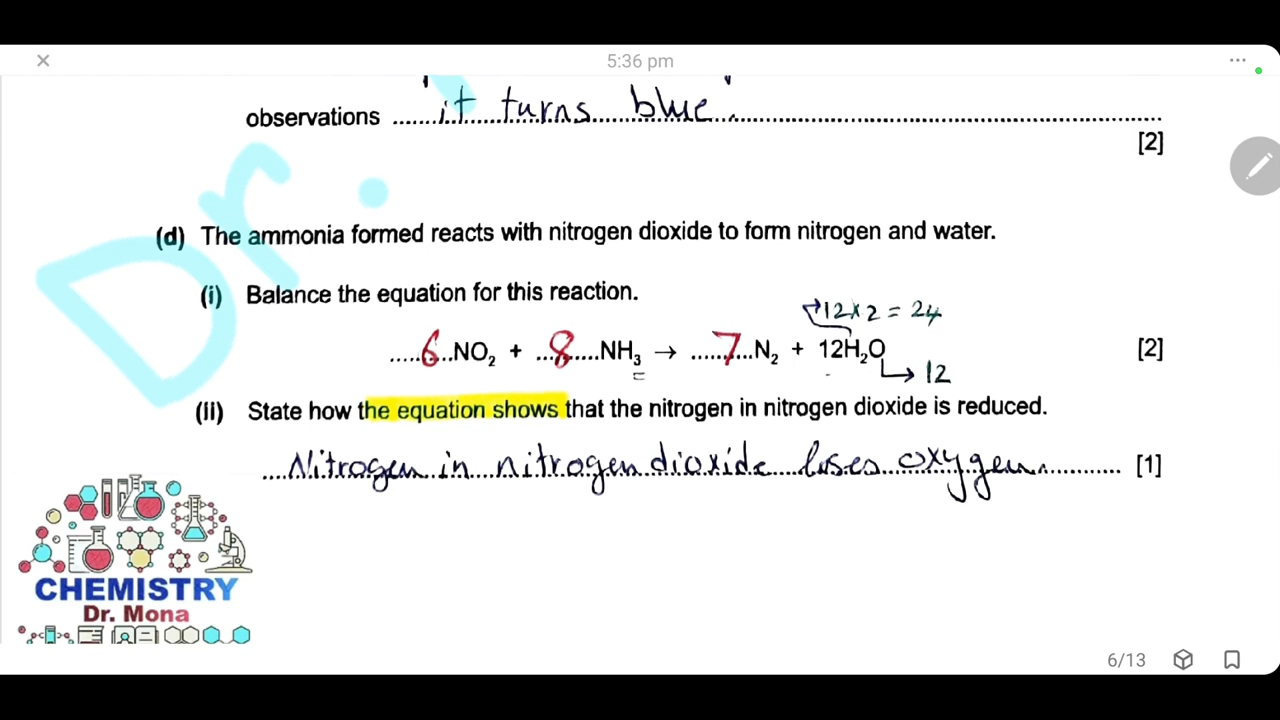 5:36 pm
observations ........it turns blue.
[2]
Dr.
(d) The ammonia formed reacts with nitrogen dioxide to form nitrogen and water.
(i) Balance the equation for this reaction.
12 x 2 = 24
.....6...NO₂ + ...8.....NH₃ → .......7...N₂ + 12H₂O [2]
12
(ii) State how the equation shows that the nitrogen in nitrogen dioxide is reduced.
....Nitrogen in nitrogen dioxide loses oxygen........... [1]
CHEMISTRY
Dr. Mona
6/13